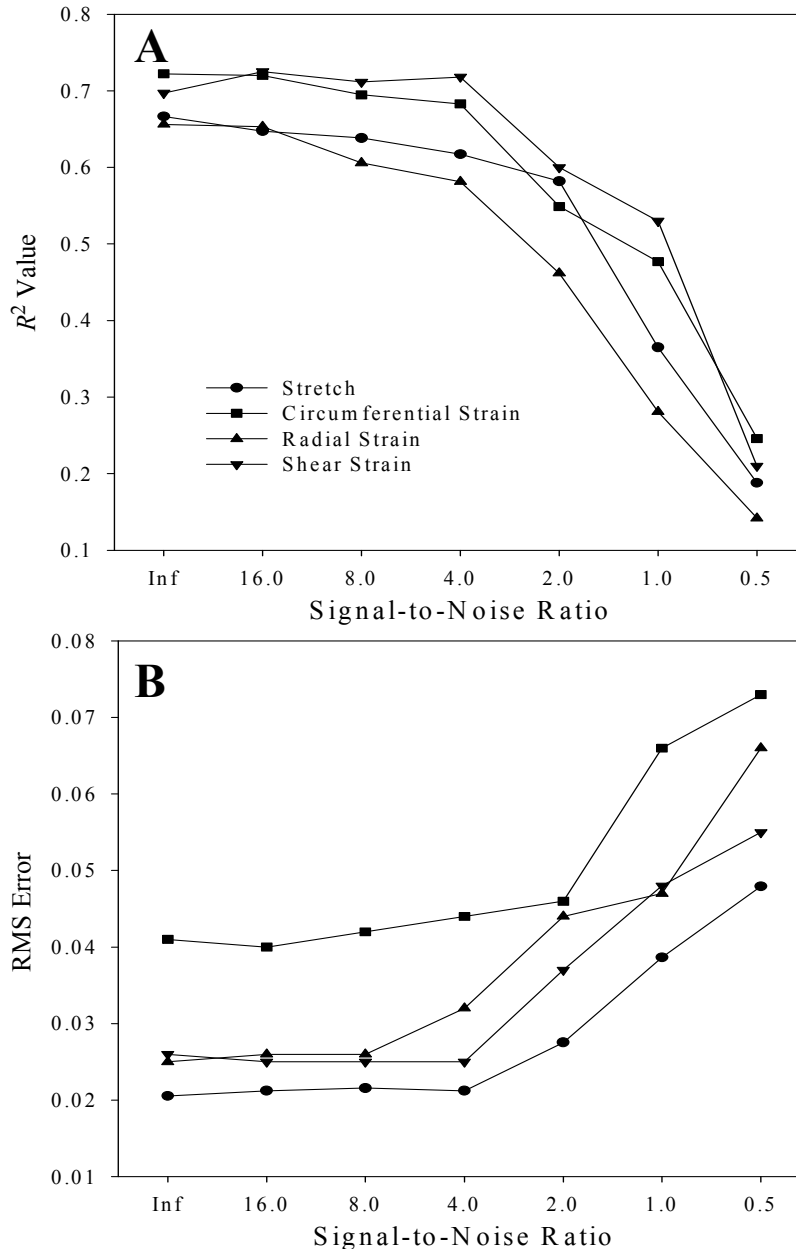 A
0.8
0.7
0.6
0.5
0.4
0.3
0.2
0.1
R² Value
Stretch
Circumferential Strain
Radial Strain
Shear Strain
Inf 16.0 8.0 4.0 2.0 1.0 0.5
Signal-to-Noise Ratio
B
0.08
0.07
0.06
0.05
0.04
0.03
0.02
0.01
RMS Error
Inf 16.0 8.0 4.0 2.0 1.0 0.5
Signal-to-Noise Ratio